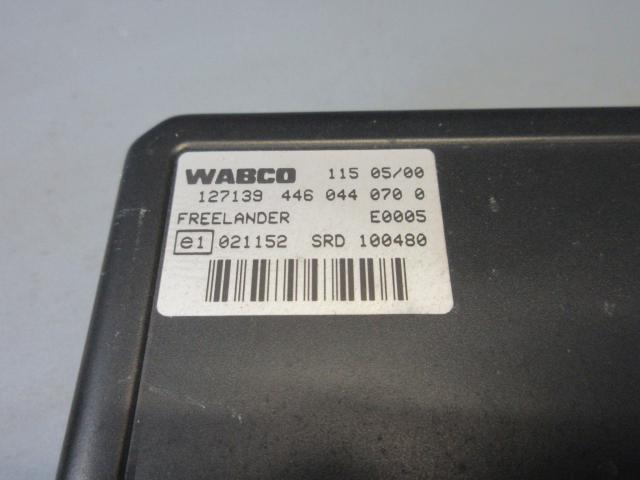 WABCO 115 05/00
127139 446 044 070 0
FREELANDER E0005
e1 021152 SRD 100480